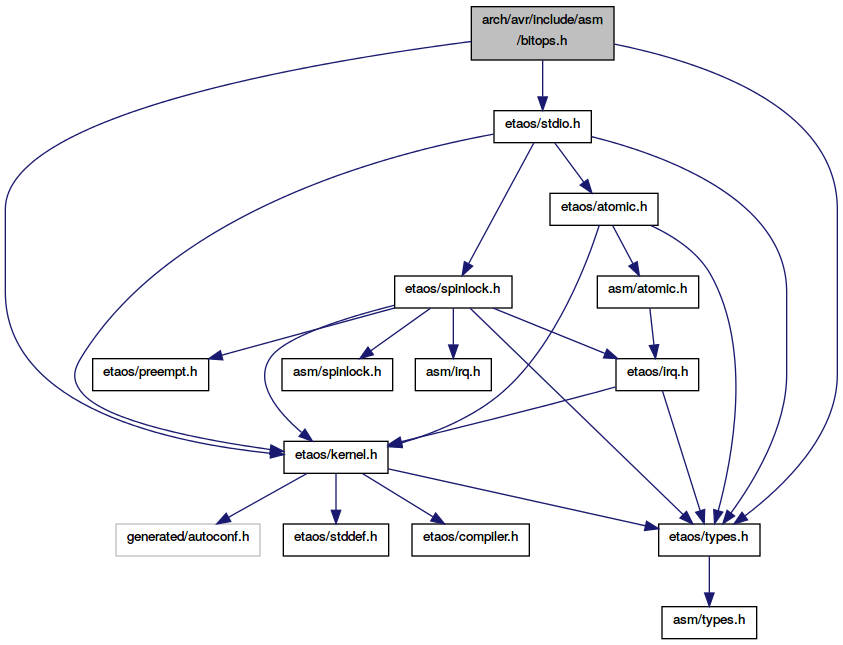 arch/avr/include/asm
/bitops.h
etaos/stdio.h
etaos/atomic.h
etaos/spinlock.h
asm/atomic.h
etaos/preempt.h
asm/spinlock.h
asm/irq.h
etaos/irq.h
etaos/kernel.h
generated/autoconf.h
etaos/stddef.h
etaos/compiler.h
etaos/types.h
asm/types.h